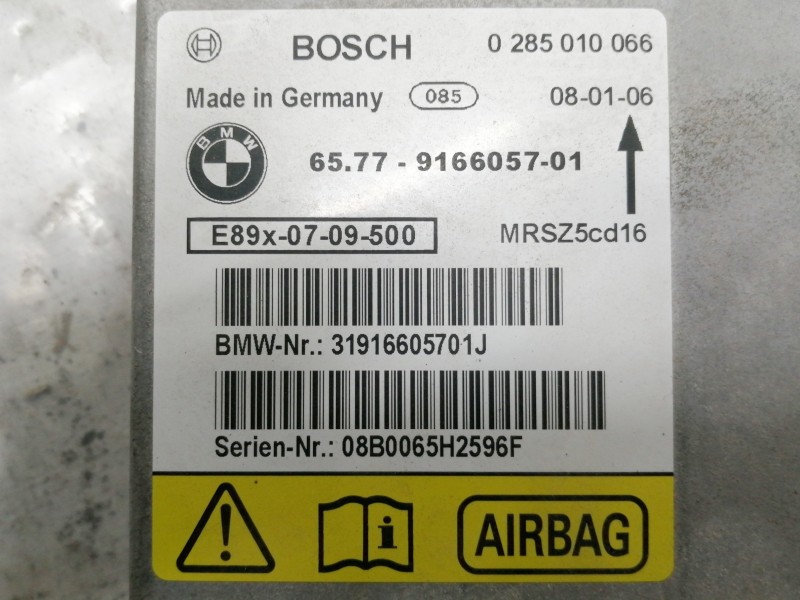 BOSCH 0 285 010 066
Made in Germany 085 08-01-06
BMW 65.77 - 9166057-01
E89x-07-09-500 MRSZ5cd16
BMW-Nr.: 31916605701J
Serien-Nr.: 08B0065H2596F
i AIRBAG